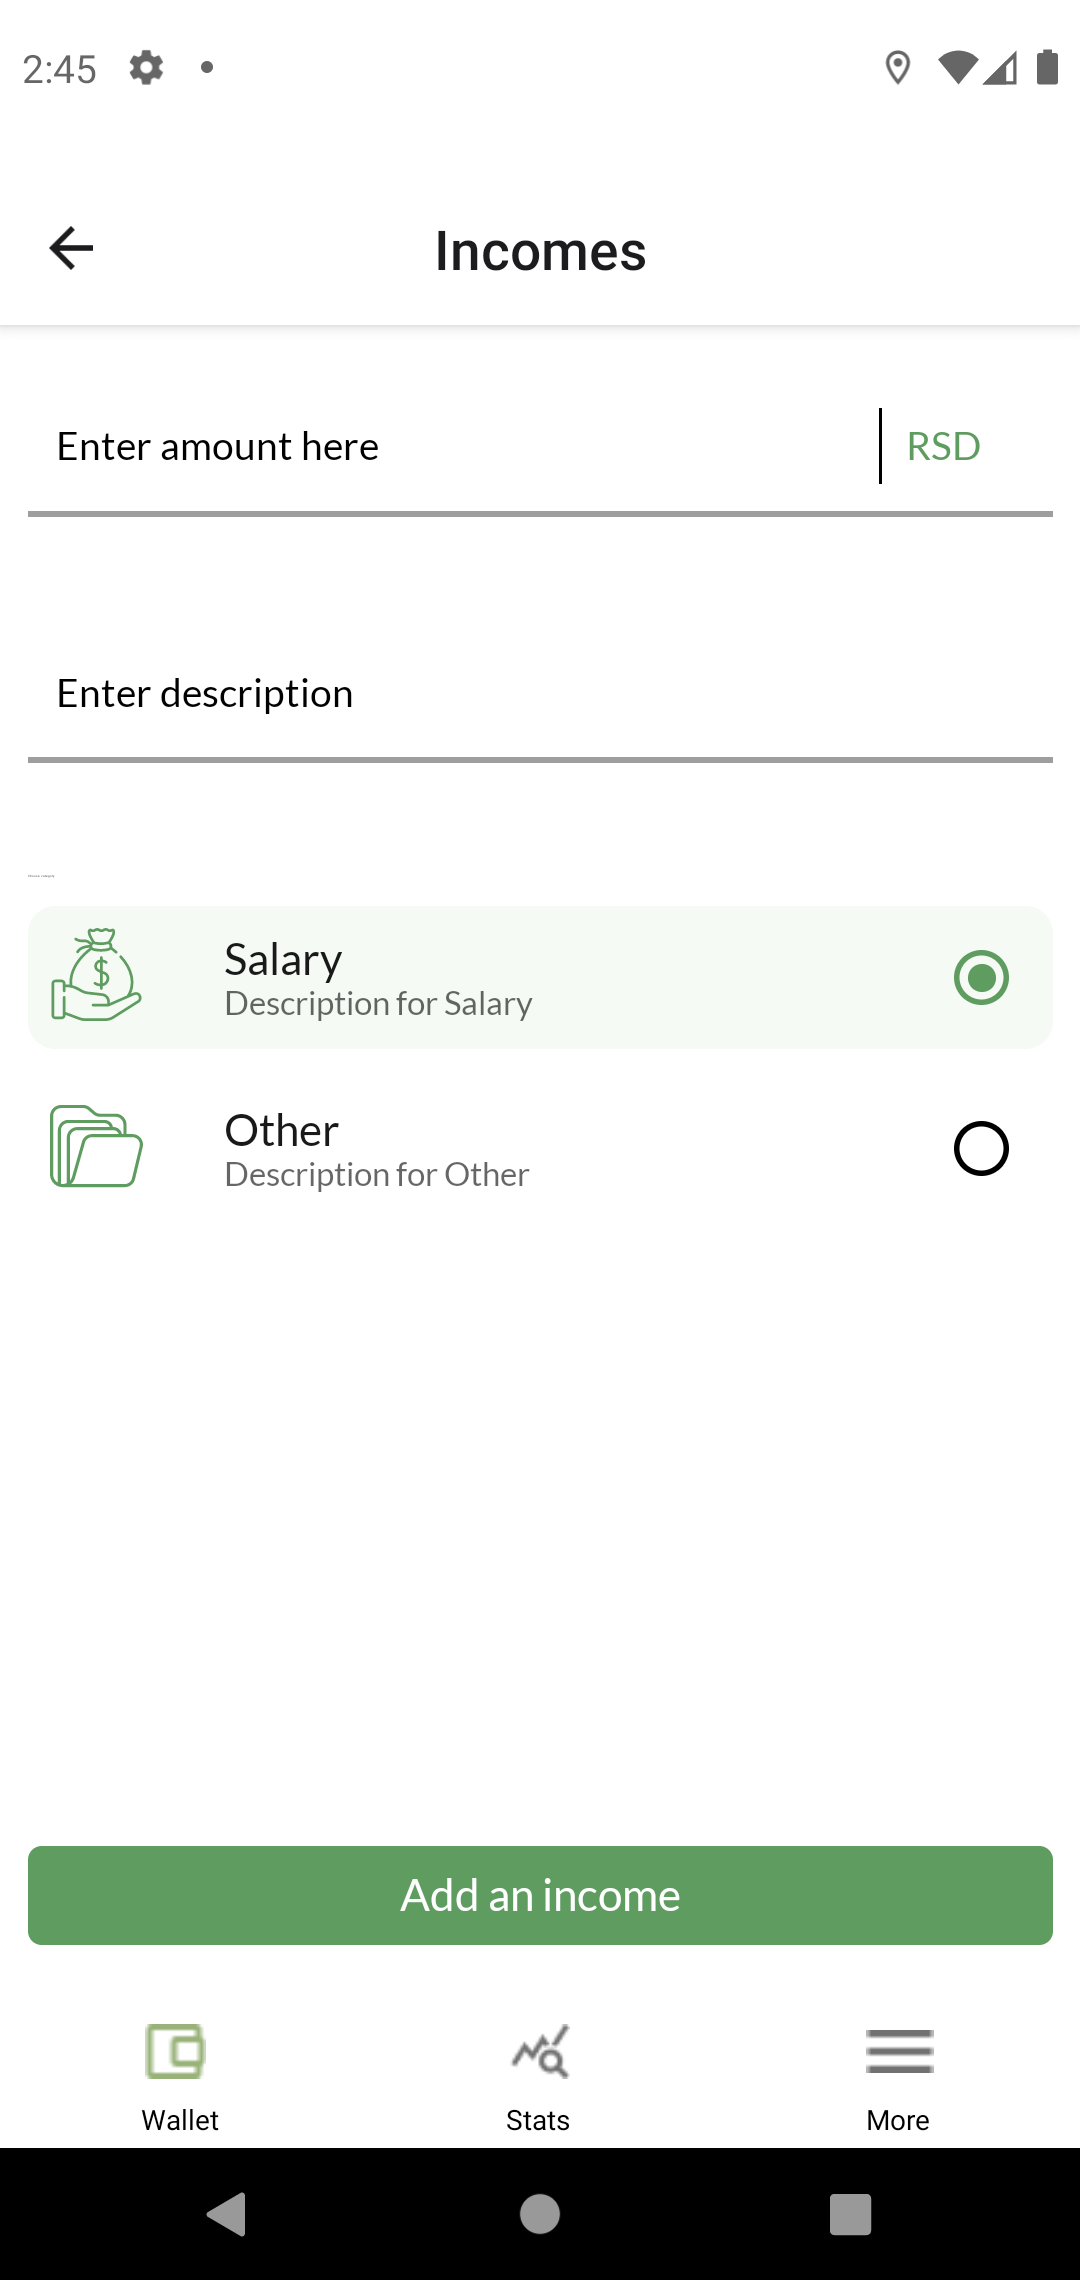 2:45
Incomes
Enter amount here
RSD
Enter description
Salary
Description for Salary
Other
Description for Other
Add an income
Wallet
Stats
More